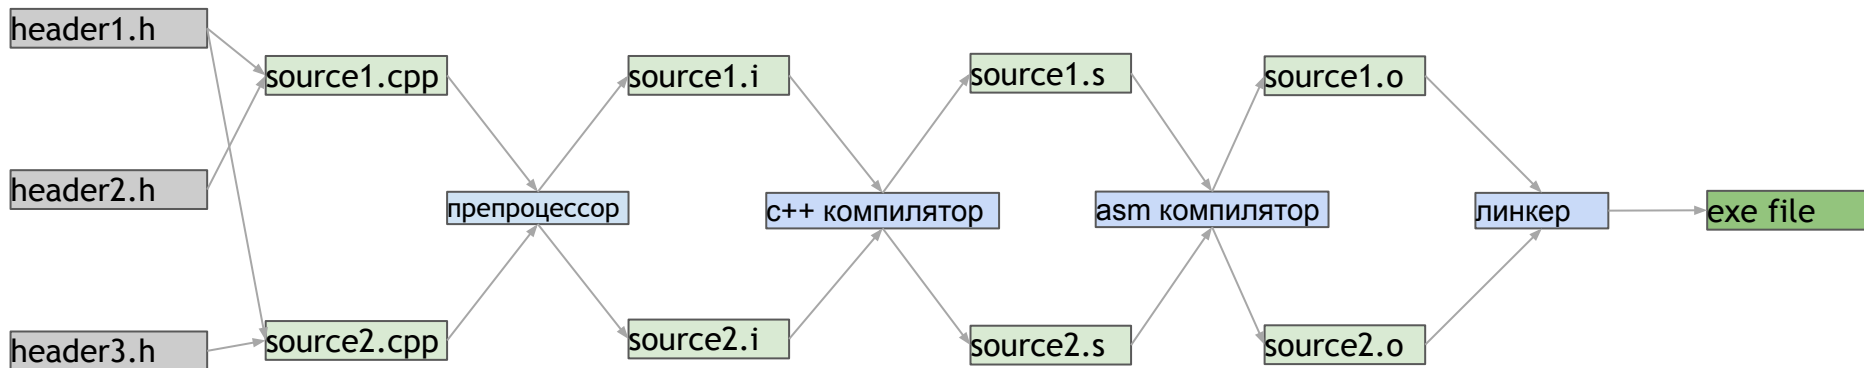 header1.h
source1.cpp
source1.i
source1.s
source1.o
header2.h
препроцессор
c++ компилятор
asm компилятор
линкер
exe file
header3.h
source2.cpp
source2.i
source2.s
source2.o